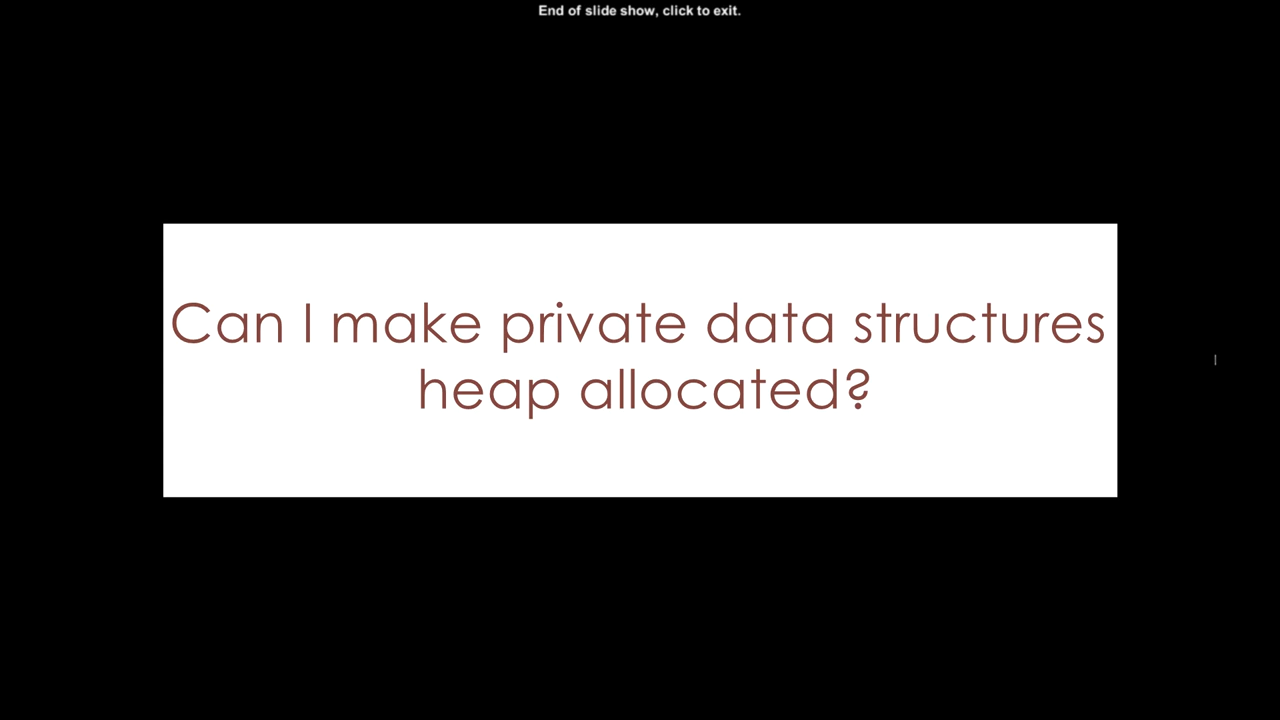 End of slide show, click to exit.
Can I make private data structures
heap allocated?